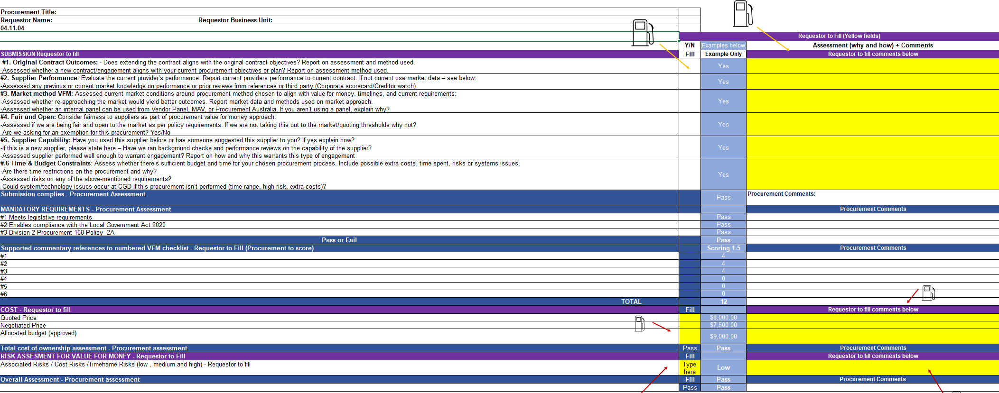 Procurement Title:
Requestor Name: Requestor Business Unit:
04.11.04
Requestor to Fill (Yellow fields)
Y/N Examples below Assessment (why and how) + Comments
SUBMISSION Requestor to fill Fill Example Only Requestor to fill comments below
#1. Original Contract Outcomes: - Does extending the contract aligns with the original contract objectives? Report on assessment and method used.
-Assessed whether a new contract/engagement aligns with your current procurement objectives or plan? Report on assessment method used.
Yes
#2. Supplier Performance: Evaluate the current provider's performance. Report current providers performance to current contract. If not current use market data – see below:
-Assessed any previous or current market knowledge on performance or prior reviews from references or third party (Corporate scorecard/Creditor watch).
Yes
#3. Market method VFM: Assessed current market conditions around procurement method chosen to align with value for money, timelines, and current requirements:
-Assessed whether re-approaching the market would yield better outcomes. Report market data and methods used on market approach.
-Assessed whether an internal panel can be used from Vendor Panel, MAV, or Procurement Australia. If you aren't using a panel, explain why?
Yes
#4. Fair and Open: Consider fairness to suppliers as part of procurement value for money approach:
-Assessed if we are being fair and open to the market as per policy requirements. If we are not taking this out to the market/quoting thresholds why not?
-Are we asking for an exemption for this procurement? Yes/No
Yes
#5. Supplier Capability: Have you used this supplier before or has someone suggested this supplier to you? If yes explain how?
-If this is a new supplier, please state here – Have we ran background checks and performance reviews on the capability of the supplier?
-Assessed supplier performed well enough to warrant engagement? Report on how and why this warrants this type of engagement
Yes
#.6 Time & Budget Constraints: Assess whether there's sufficient budget and time for your chosen procurement process. Include possible extra costs, time spent, risks or systems issues.
-Are there time restrictions on the procurement and why?
-Assessed risks on any of the above-mentioned requirements?
-Could system/technology issues occur at CGD if this procurement isn't performed (time range, high risk, extra costs)?
Yes
Submission complies - Procurement Assessment Pass Procurement Comments:
MANDATORY REQUIREMENTS - Procurement Assessment Procurement Comments
#1 Meets legislative requirements Pass
#2 Enables compliance with the Local Government Act 2020 Pass
#3 Division 2 Procurement 108 Policy 2A Pass
Pass or Fail Pass
Supported commentary references to numbered VFM checklist - Requestor to Fill (Procurement to score) Scoring 1-5 Procurement Comments
#1 4
#2 4
#3 4
#4 0
#5 0
#6 0
TOTAL 12
COST - Requestor to fill Fill Requestor to fill comments below
Quoted Price $8,000.00
Negotiated Price $7,500.00
Allocated budget (approved) $9,000.00
Total cost of ownership assessment - Procurement assessment Pass Pass Procurement Comments
RISK ASSESMENT FOR VALUE FOR MONEY - Requestor to Fill Fill Requestor to fill comments below
Associated Risks / Cost Risks /Timeframe Risks (low , medium and high) - Requestor to fill Type here Low
Overall Assessment - Procurement assessment Fill Pass Procurement Comments
Pass Pass